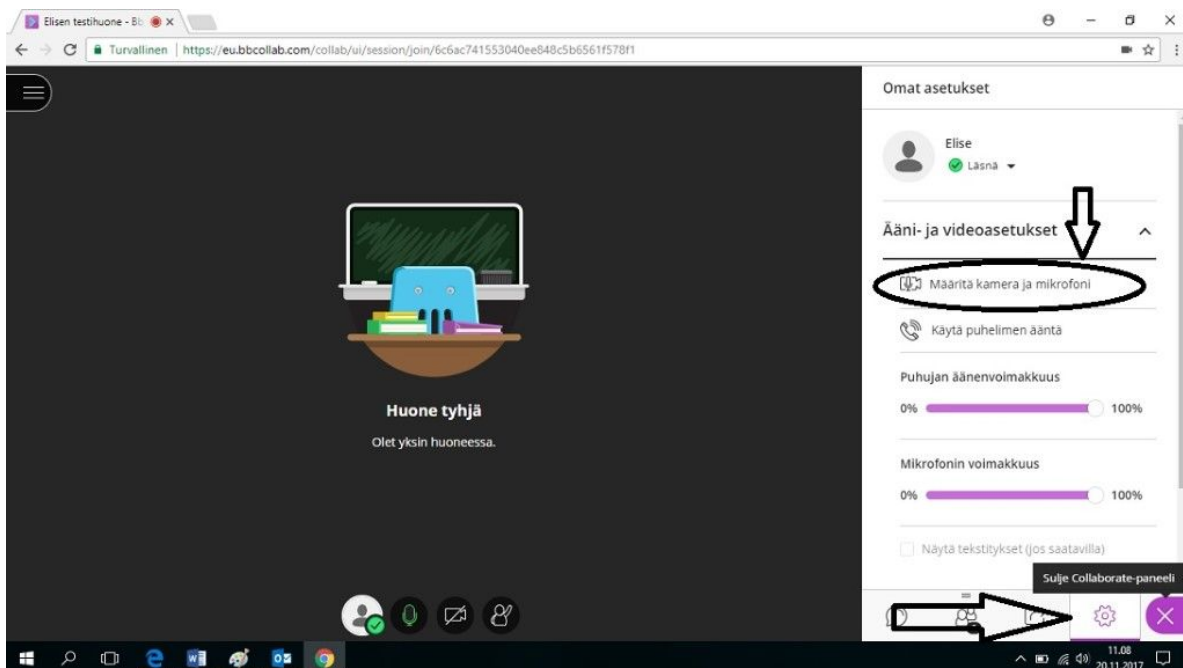 Elisen testihuone - Bb
Turvallinen
https://eu.bbcollab.com/collab/ui/session/join/6c6ac741553040ee848c5b6561f578f1
Omat asetukset
Elise
Läsnä
Ääni- ja videoasetukset
Määritä kamera ja mikrofoni
Käytä puhelimen ääntä
Puhujan äänenvoimakkuus
0% 100%
Mikrofonin voimakkuus
0% 100%
Näytä tekstitykset (jos saatavilla)
Sulje Collaborate-paneeli
Huone tyhjä
Olet yksin huoneessa.
11.08
20.11.2017